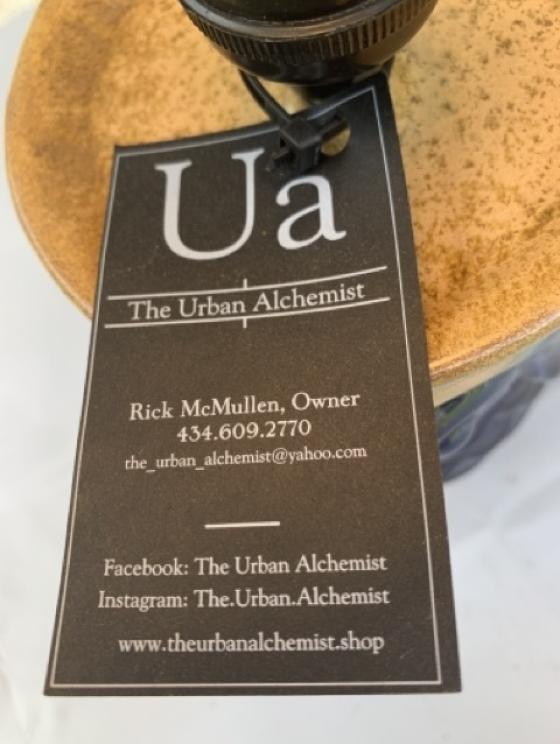 Ua
The Urban Alchemist
Rick McMullen, Owner
434.609.2770
the_urban_alchemist@yahoo.com
Facebook: The Urban Alchemist
Instagram: The.Urban.Alchemist
www.theurbanalchemist.shop